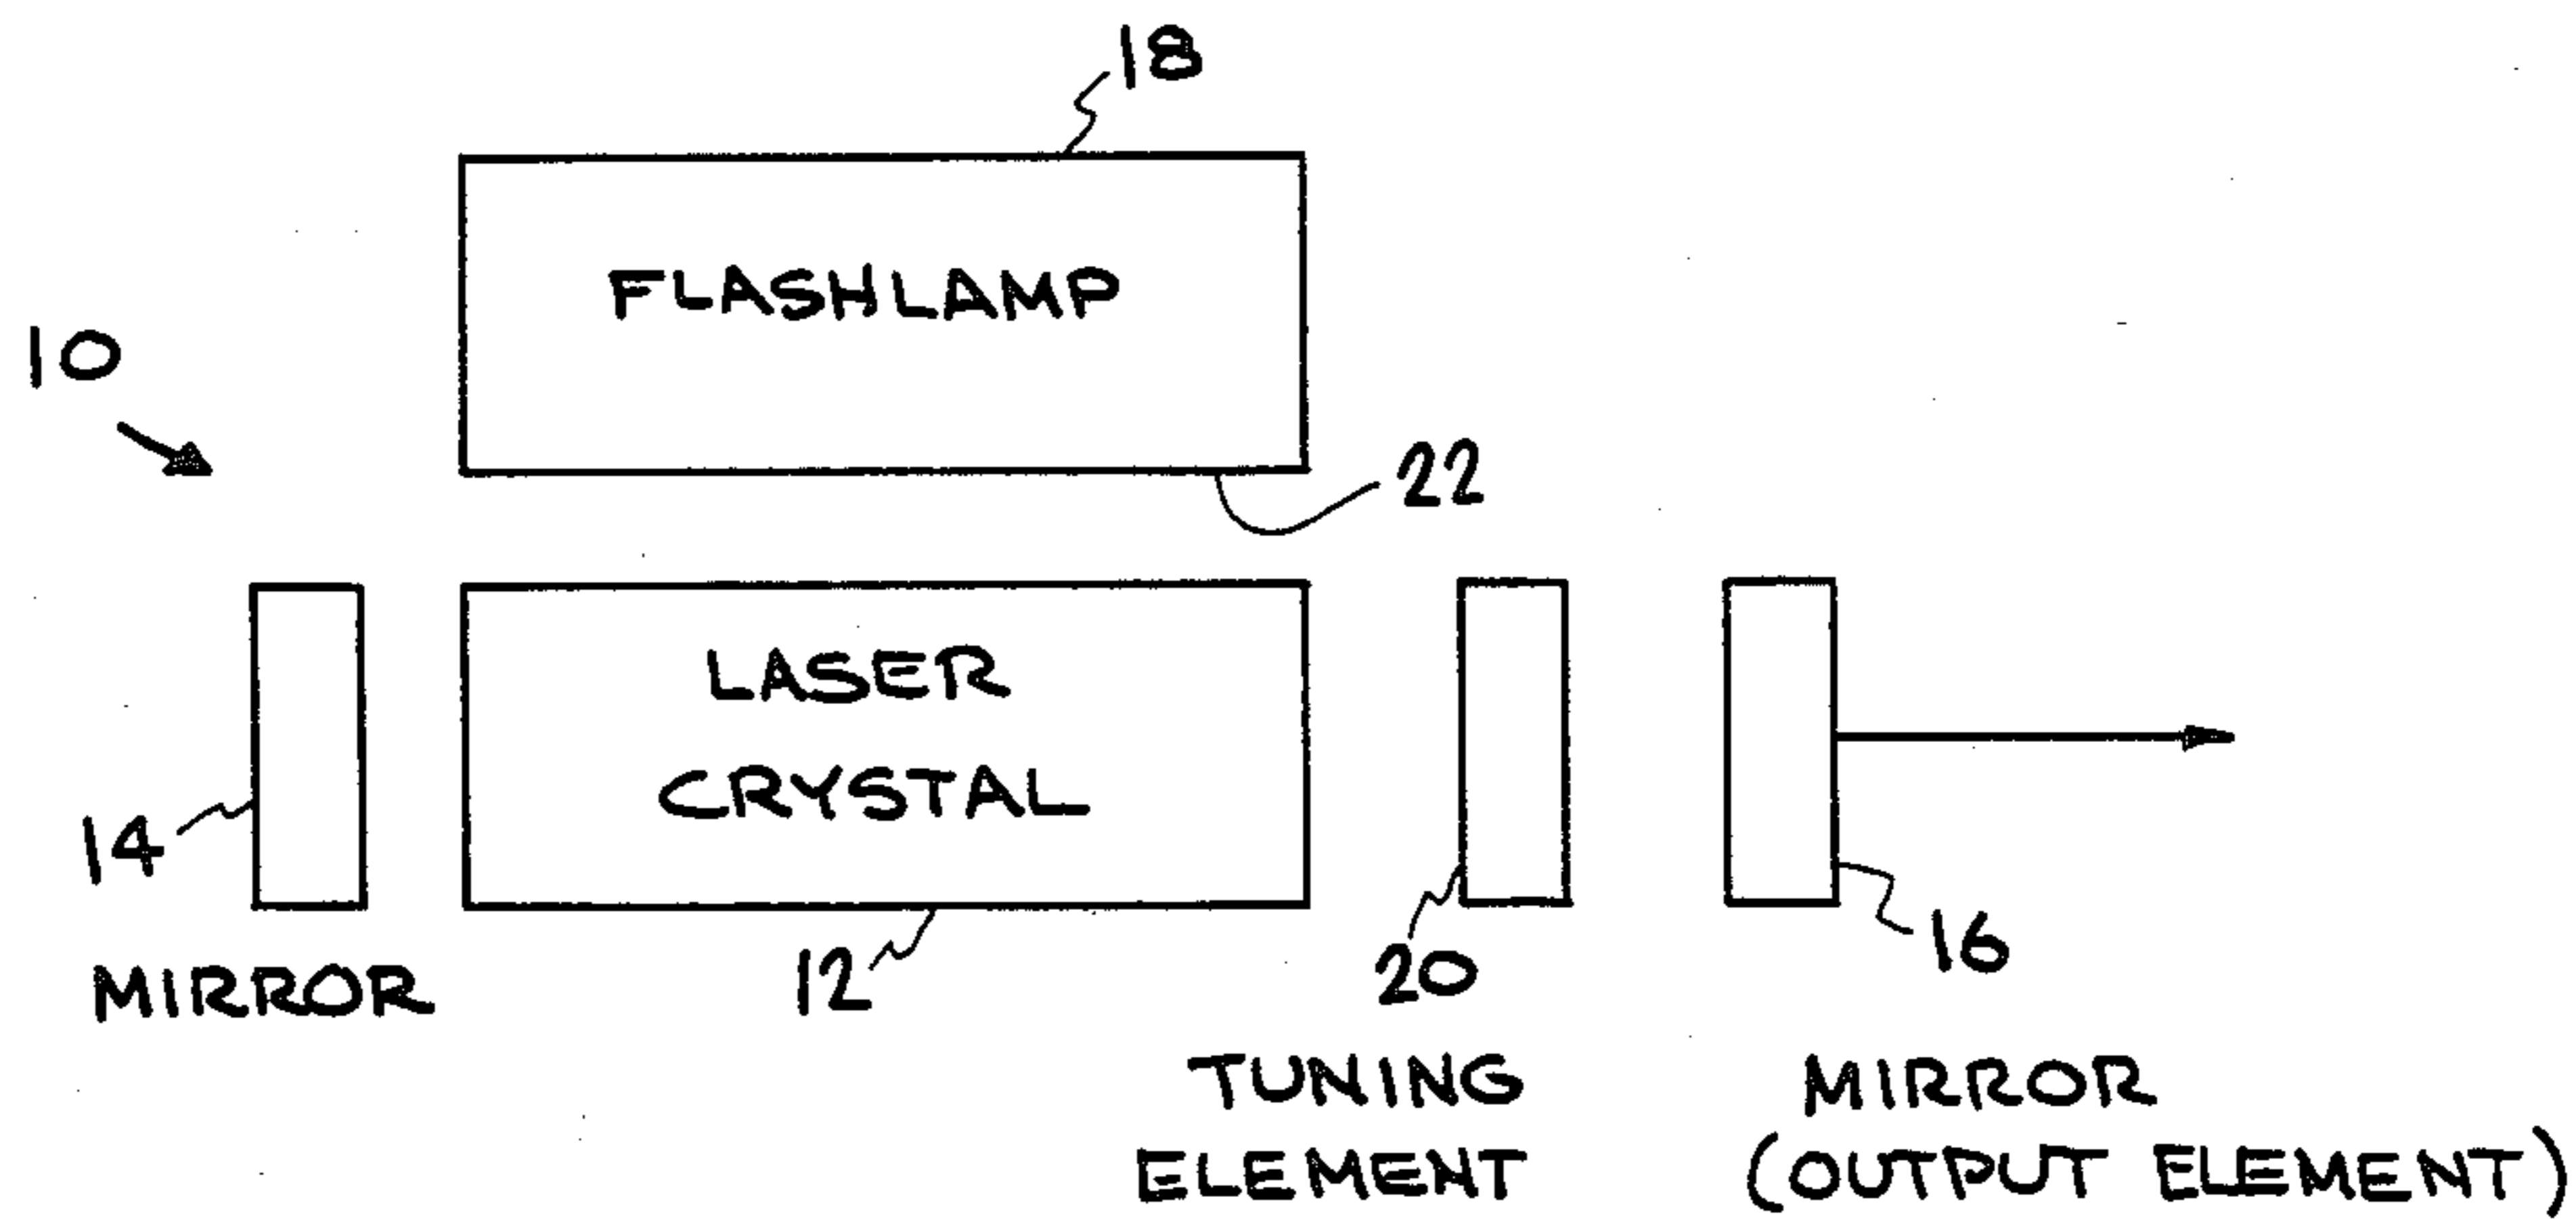 18
FLASHLAMP
10
22
LASER
CRYSTAL
14
12
20
16
MIRROR
TUNING
ELEMENT
MIRROR
(OUTPUT ELEMENT)